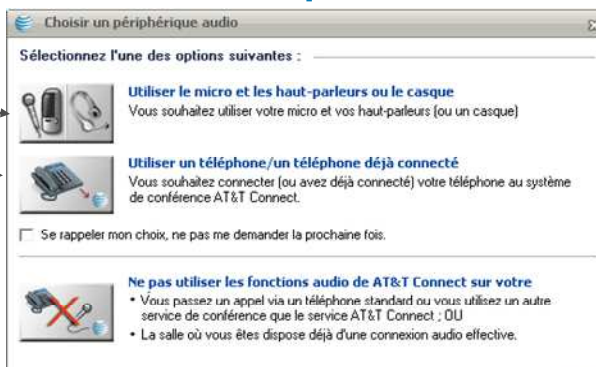 Choisir un périphérique audio
Sélectionnez l'une des options suivantes :
Utiliser le micro et les haut-parleurs ou le casque
Vous souhaitez utiliser votre micro et vos haut-parleurs (ou un casque)
Utiliser un téléphone/un téléphone déjà connecté
Vous souhaitez connecter (ou avez déjà connecté) votre téléphone au système
de conférence AT&T Connect.
Se rappeler mon choix, ne pas me demander la prochaine fois.
Ne pas utiliser les fonctions audio de AT&T Connect sur votre
• Vous passez un appel via un téléphone standard ou vous utilisez un autre
service de conférence que le service AT&T Connect ; OU
• La salle où vous êtes dispose déjà d'une connexion audio effective.